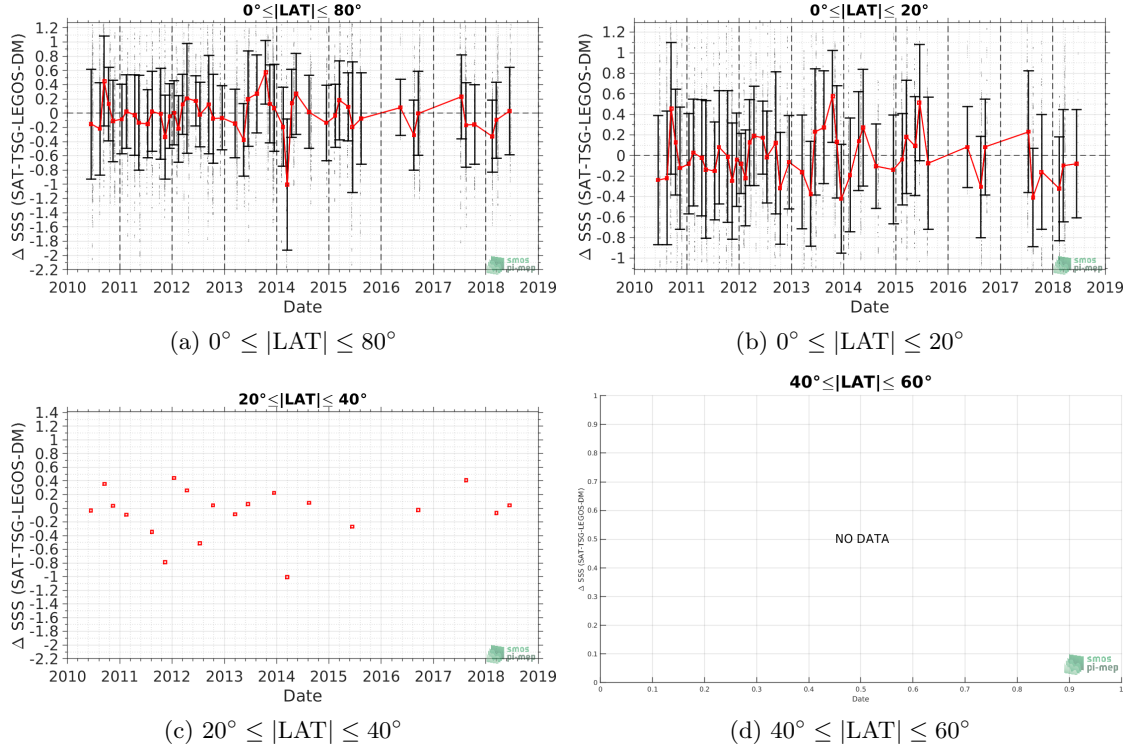 0°≤|LAT|≤ 80°
Δ SSS (SAT-TSG-LEGOS-DM)
1.2
1
0.8
0.6
0.4
0.2
0
-0.2
-0.4
-0.6
-0.8
-1
-1.2
-1.4
-1.6
-1.8
-2
-2.2
2010 2011 2012 2013 2014 2015 2016 2017 2018 2019
Date
smos
pi-mep
(a) 0° ≤ |LAT| ≤ 80°
0°≤|LAT|≤ 20°
Δ SSS (SAT-TSG-LEGOS-DM)
1.2
1
0.8
0.6
0.4
0.2
0
-0.2
-0.4
-0.6
-0.8
-1
2010 2011 2012 2013 2014 2015 2016 2017 2018 2019
Date
smos
pi-mep
(b) 0° ≤ |LAT| ≤ 20°
20°≤|LAT|≤ 40°
Δ SSS (SAT-TSG-LEGOS-DM)
1.4
1.2
1
0.8
0.6
0.4
0.2
0
-0.2
-0.4
-0.6
-0.8
-1
-1.2
-1.4
-1.6
-1.8
-2
-2.2
2010 2011 2012 2013 2014 2015 2016 2017 2018 2019
Date
smos
pi-mep
(c) 20° ≤ |LAT| ≤ 40°
40°≤|LAT|≤ 60°
Δ SSS (SAT-TSG-LEGOS-DM)
1
0.9
0.8
0.7
0.6
0.5
0.4
0.3
0.2
0.1
0
NO DATA
0 0.1 0.2 0.3 0.4 0.5 0.6 0.7 0.8 0.9 1
Date
smos
pi-mep
(d) 40° ≤ |LAT| ≤ 60°